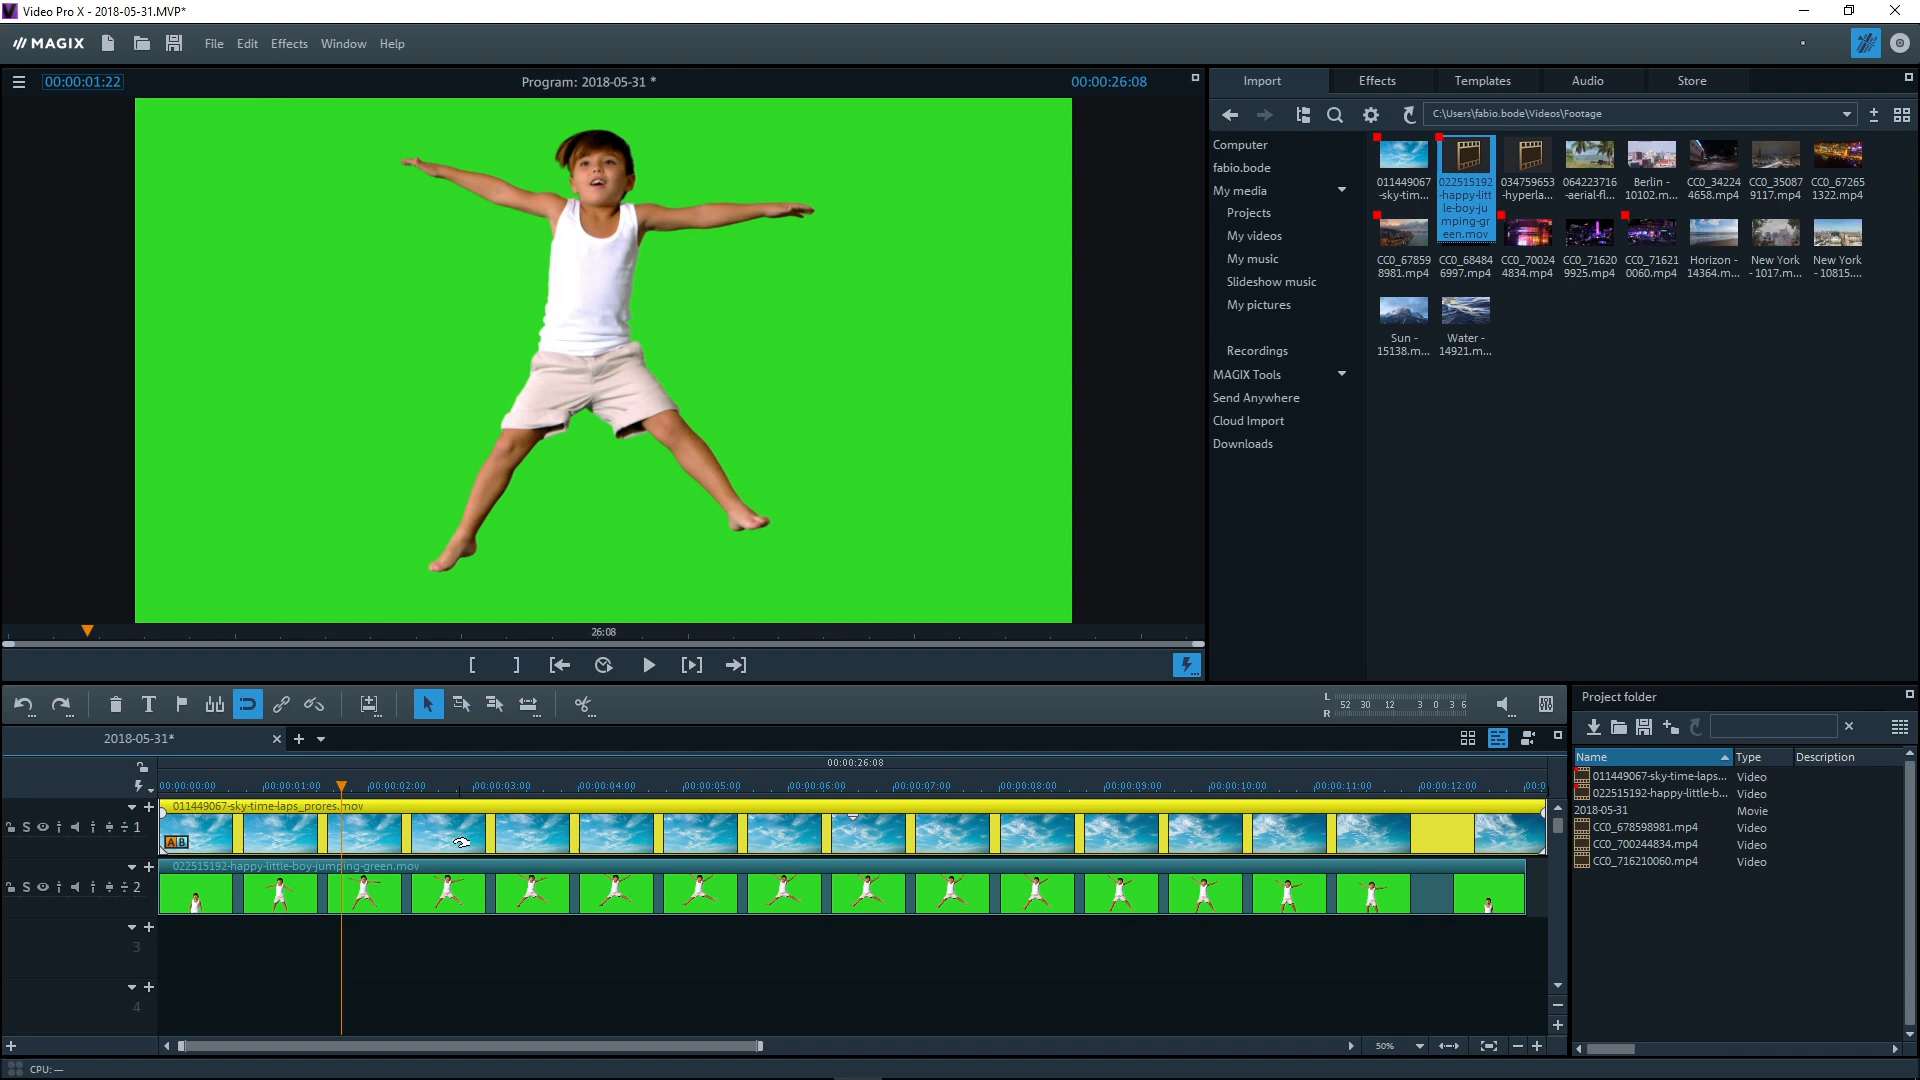 Video Pro X - 2018-05-31.MVP*
MAGIX File Edit Effects Window Help
00:00:01:22 Program: 2018-05-31 * 00:00:26:08
Import Effects Templates Audio Store
C:\Users\fabio.bode\Videos\Footage
Computer
fabio.bode
My media
Projects
My videos
My music
Slideshow music
My pictures
Recordings
MAGIX Tools
Send Anywhere
Cloud Import
Downloads
011449067
-sky-tim...
022515192
-happy-litt
le-boy-ju
mping-gr
een.mov
034759653
-hyperla...
064223716
-aerial-fl...
Berlin -
10102.m...
CC0_34224
4658.mp4
CC0_35087
9117.mp4
CC0_67265
1322.mp4
CC0_67859
8981.mp4
CC0_68484
6997.mp4
CC0_70024
4834.mp4
CC0_71620
9925.mp4
CC0_71621
0060.mp4
Horizon -
14364.m...
New York
- 1017.m...
New York
- 10815....
Sun -
15138.m...
Water -
14921.m...
26:08
L
R
52 30 12 3 0 3 6
2018-05-31*
00:00:26:08
00:00:00:00 00:00:01:00 00:00:02:00 00:00:03:00 00:00:04:00 00:00:05:00 00:00:06:00 00:00:07:00 00:00:08:00 00:00:09:00 00:00:10:00 00:00:11:00 00:00:12:00 00:0
011449067-sky-time-laps_prores.mov
S 1
A B
022515192-happy-little-boy-jumping-green.mov
S 2
3
4
50%
CPU: —
Project folder
Name Type Description
011449067-sky-time-laps... Video
022515192-happy-little-b... Video
2018-05-31 Movie
CC0_678598981.mp4 Video
CC0_700244834.mp4 Video
CC0_716210060.mp4 Video